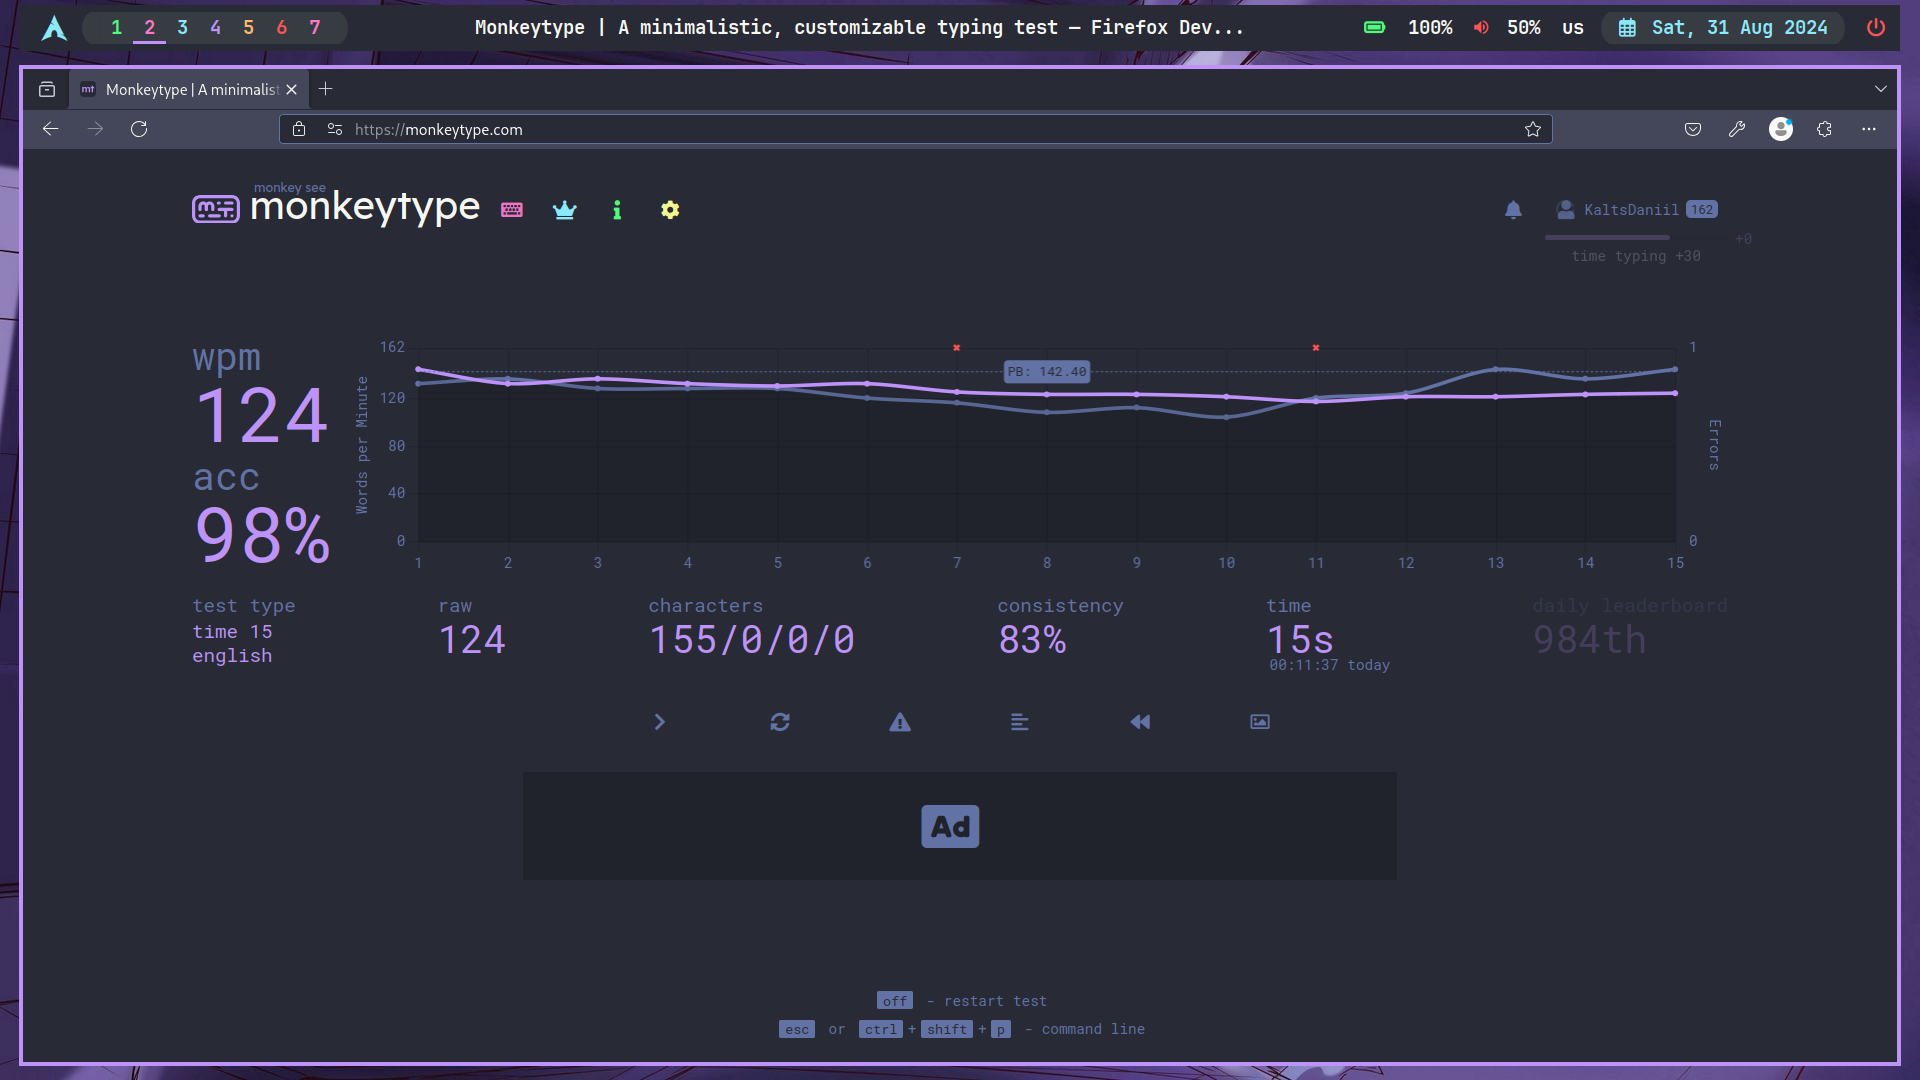 1 2 3 4 5 6 7
Monkeytype | A minimalistic, customizable typing test — Firefox Dev...
100% 50% us Sat, 31 Aug 2024
mt Monkeytype | A minimalist
https://monkeytype.com
monkey see
monkeytype
KaltsDaniil 162
+0
time typing +30
wpm
124
acc
98%
Words per Minute
162
120
80
40
0
PB: 142.40
1
0
Errors
1 2 3 4 5 6 7 8 9 10 11 12 13 14 15
test type
time 15
english
raw
124
characters
155/0/0/0
consistency
83%
time
15s
00:11:37 today
daily leaderboard
984th
Ad
off - restart test
esc or ctrl + shift + p - command line